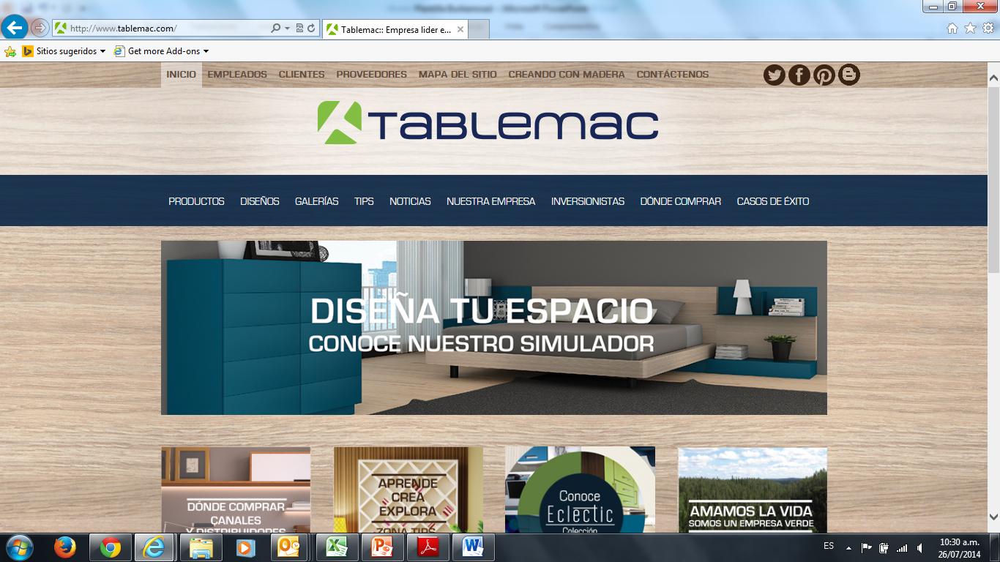 http://www.tablemac.com/
Tablemac:: Empresa lider e...
Sitios sugeridos
Get more Add-ons
INICIO EMPLEADOS CLIENTES PROVEEDORES MAPA DEL SITIO CREANDO CON MADERA CONTÁCTENOS
TABLEMAC
PRODUCTOS DISEÑOS GALERÍAS TIPS NOTICIAS NUESTRA EMPRESA INVERSIONISTAS DÓNDE COMPRAR CASOS DE ÉXITO
DISEÑA TU ESPACIO
CONOCE NUESTRO SIMULADOR
DÓNDE COMPRAR
CANALES
Y DISTRIBUIDORES
APRENDE
CREA
EXPLORA
ZONA TIPS
Conoce
Eclectic
Colección
AMAMOS LA VIDA
SOMOS UN EMPRESA VERDE
ES
10:30 a.m.
26/07/2014